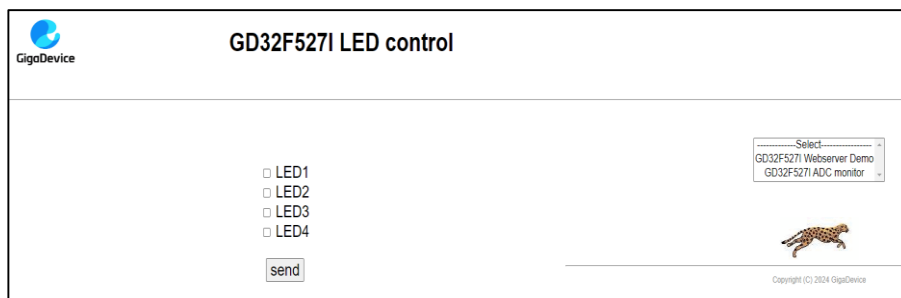 GigaDevice
GD32F527I LED control
-------------Select-----------------
GD32F527I Webserver Demo
GD32F527I ADC monitor
LED1
LED2
LED3
LED4
send
Copyright (C) 2024 GigaDevice